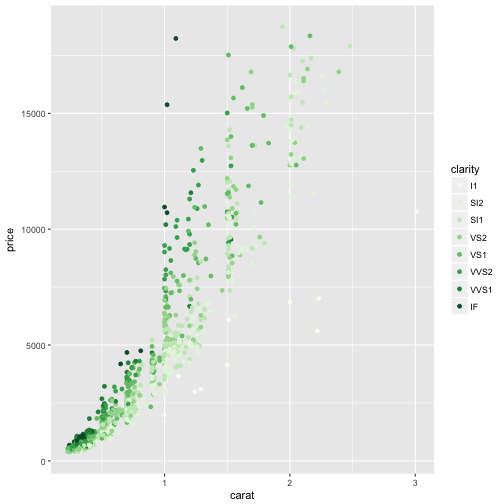 15000
10000
5000
0
price
1
2
3
carat
clarity
I1
SI2
SI1
VS2
VS1
VVS2
VVS1
IF